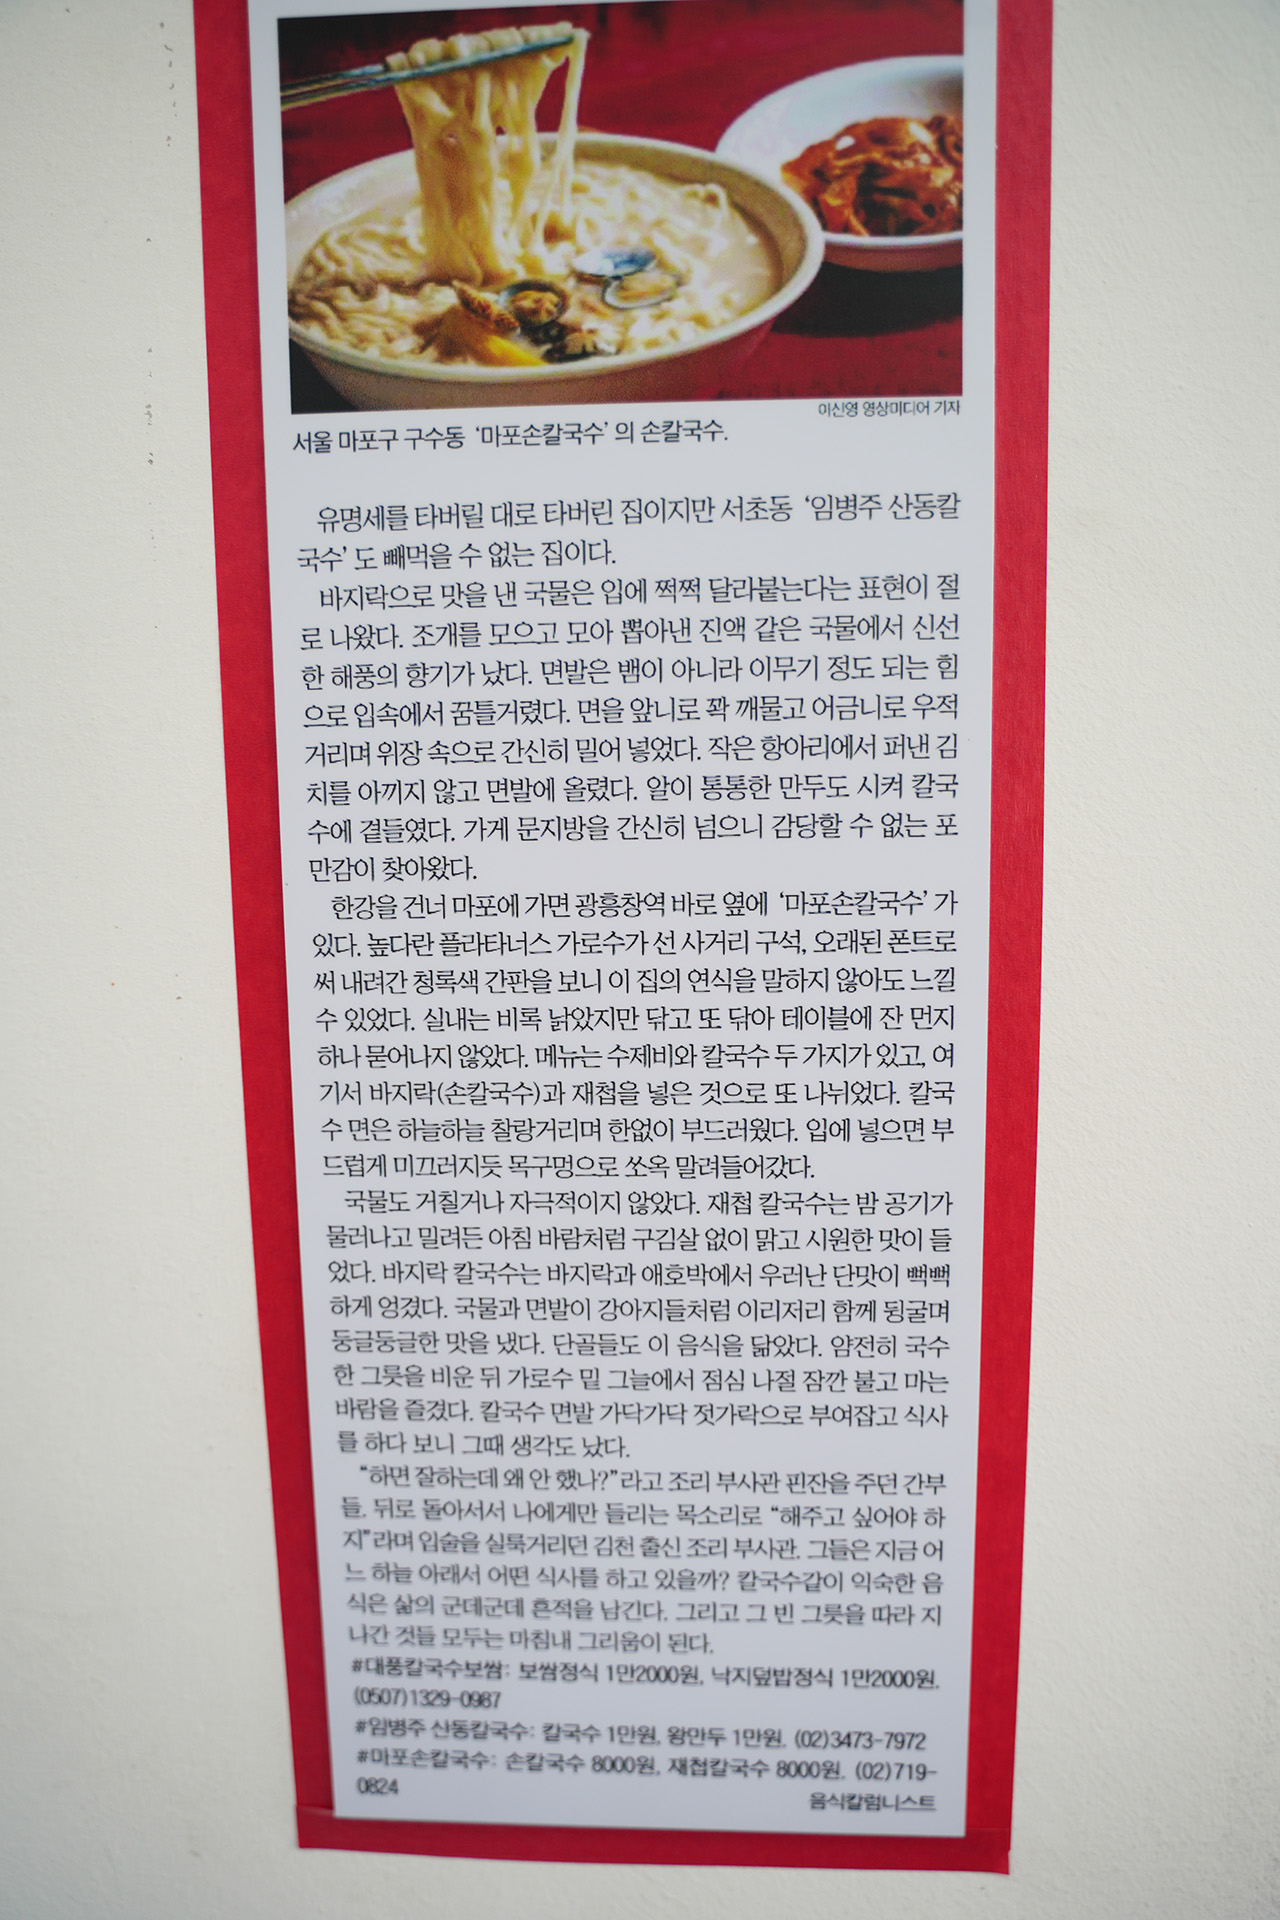 이신영 영상미디어 기자
서울 마포구 구수동 ‘마포손칼국수’의 손칼국수.
유명세를 타버릴 대로 타버린 집이지만 서초동 ‘임병주 산동칼
국수’도 빼먹을 수 없는 집이다.
바지락으로 맛을 낸 국물은 입에 쩍쩍 달라붙는다는 표현이 절
로 나왔다. 조개를 모으고 모아 뽑아낸 진액 같은 국물에서 신선
한 해풍의 향기가 났다. 면발은 뱀이 아니라 이무기 정도 되는 힘
으로 입속에서 꿈틀거렸다. 면을 앞니로 꽉 깨물고 어금니로 우적
거리며 위장 속으로 간신히 밀어 넣었다. 작은 항아리에서 퍼낸 김
치를 아끼지 않고 면발에 올렸다. 알이 통통한 만두도 시켜 칼국
수에 곁들였다. 가게 문지방을 간신히 넘으니 감당할 수 없는 포
만감이 찾아왔다.
한강을 건너 마포에 가면 광흥창역 바로 옆에 ‘마포손칼국수’가
있다. 높다란 플라타너스 가로수가 선 사거리 구석, 오래된 폰트로
써 내려간 청록색 간판을 보니 이 집의 연식을 말하지 않아도 느낄
수 있었다. 실내는 비록 낡았지만 닦고 또 닦아 테이블에 잔 먼지
하나 묻어나지 않았다. 메뉴는 수제비와 칼국수 두 가지가 있고, 여
기서 바지락(손칼국수)과 재첩을 넣은 것으로 또 나뉘었다. 칼국
수 면은 하늘하늘 찰랑거리며 한없이 부드러웠다. 입에 넣으면 부
드럽게 미끄러지듯 목구멍으로 쏘옥 말려들어갔다.
국물도 거칠거나 자극적이지 않았다. 재첩 칼국수는 밤 공기가
물러나고 밀려든 아침 바람처럼 구김살 없이 맑고 시원한 맛이 들
었다. 바지락 칼국수는 바지락과 애호박에서 우러난 단맛이 빽빽
하게 엉겼다. 국물과 면발이 강아지들처럼 이리저리 함께 뒹굴며
둥글둥글한 맛을 냈다. 단골들도 이 음식을 닮았다. 얌전히 국수
한 그릇을 비운 뒤 가로수 밑 그늘에서 점심 나절 잠깐 불고 마는
바람을 즐겼다. 칼국수 면발 가닥가닥 젓가락으로 부여잡고 식사
를 하다 보니 그때 생각도 났다.
“하면 잘하는데 왜 안 했나?”라고 조리 부사관 핀잔을 주던 간부
들. 뒤로 돌아서서 나에게만 들리는 목소리로 “해주고 싶어야 하
지”라며 입술을 실룩거리던 김천 출신 조리 부사관. 그들은 지금 어
느 하늘 아래서 어떤 식사를 하고 있을까? 칼국수같이 익숙한 음
식은 삶의 군데군데 흔적을 남긴다. 그리고 그 빈 그릇을 따라 지
나간 것들 모두는 마침내 그리움이 된다.
#대풍칼국수보쌈: 보쌈정식 1만2000원, 낙지덮밥정식 1만2000원.
(0507)1329-0987
#임병주 산동칼국수: 칼국수 1만원, 왕만두 1만원. (02)3473-7972
#마포손칼국수: 손칼국수 8000원, 재첩칼국수 8000원. (02)719-
0824
음식칼럼니스트